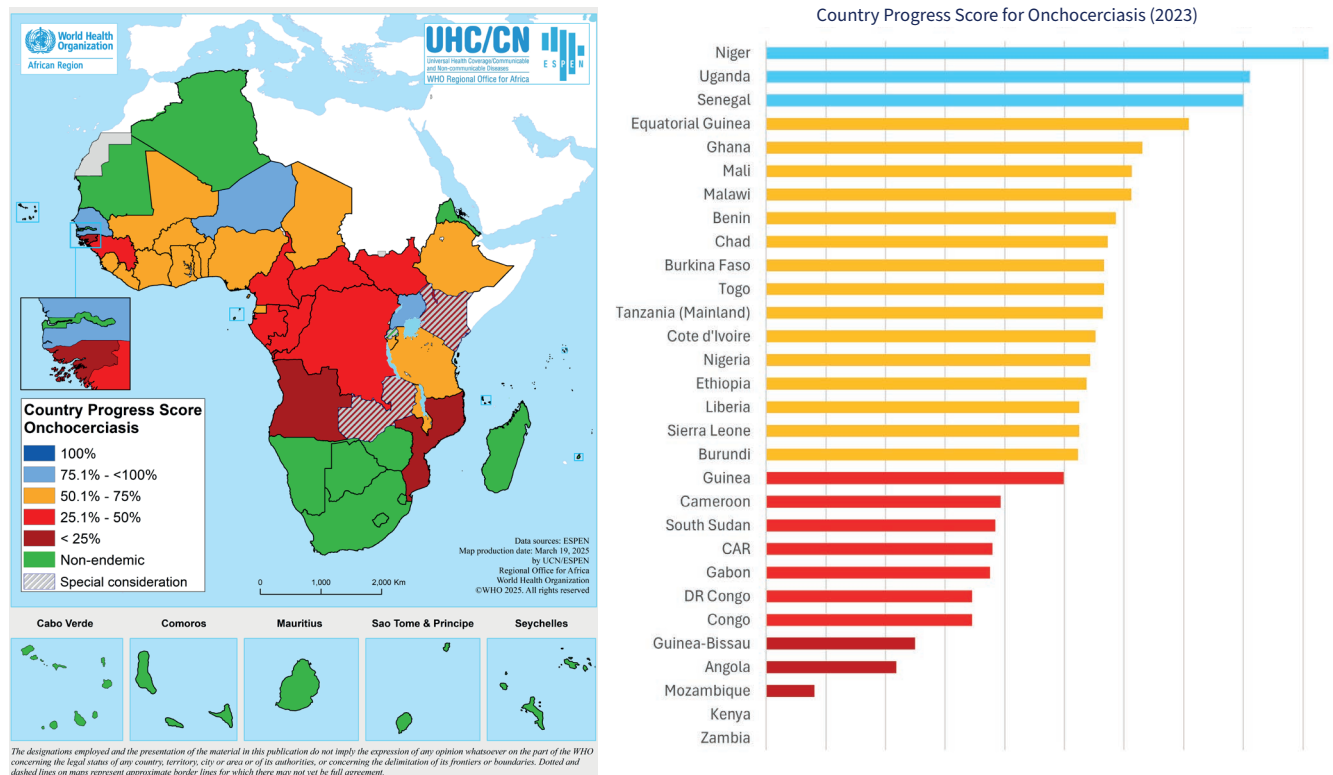 World Health
Organization
African Region
UHC/CN
Universal Health Coverage/Communicable
and Non-communicable Diseases
WHO Regional Office for Africa
ESPEN
Country Progress Score
Onchocerciasis
100%
75.1% - <100%
50.1% - 75%
25.1% - 50%
< 25%
Non-endemic
Special consideration
0 1,000 2,000 Km
Data sources: ESPEN
Map production date: March 19, 2025
by UCN/ESPEN
Regional Office for Africa
World Health Organization
©WHO 2025. All rights reserved
Cabo Verde
Comoros
Mauritius
Sao Tome & Principe
Seychelles
The designations employed and the presentation of the material in this publication do not imply the expression of any opinion whatsoever on the part of the WHO
concerning the legal status of any country, territory, city or area or of its authorities, or concerning the delimitation of its frontiers or boundaries. Dotted and
dashed lines on maps represent approximate border lines for which there may not yet be full agreement.
Country Progress Score for Onchocerciasis (2023)
Niger
Uganda
Senegal
Equatorial Guinea
Ghana
Mali
Malawi
Benin
Chad
Burkina Faso
Togo
Tanzania (Mainland)
Cote d'Ivoire
Nigeria
Ethiopia
Liberia
Sierra Leone
Burundi
Guinea
Cameroon
South Sudan
CAR
Gabon
DR Congo
Congo
Guinea-Bissau
Angola
Mozambique
Kenya
Zambia